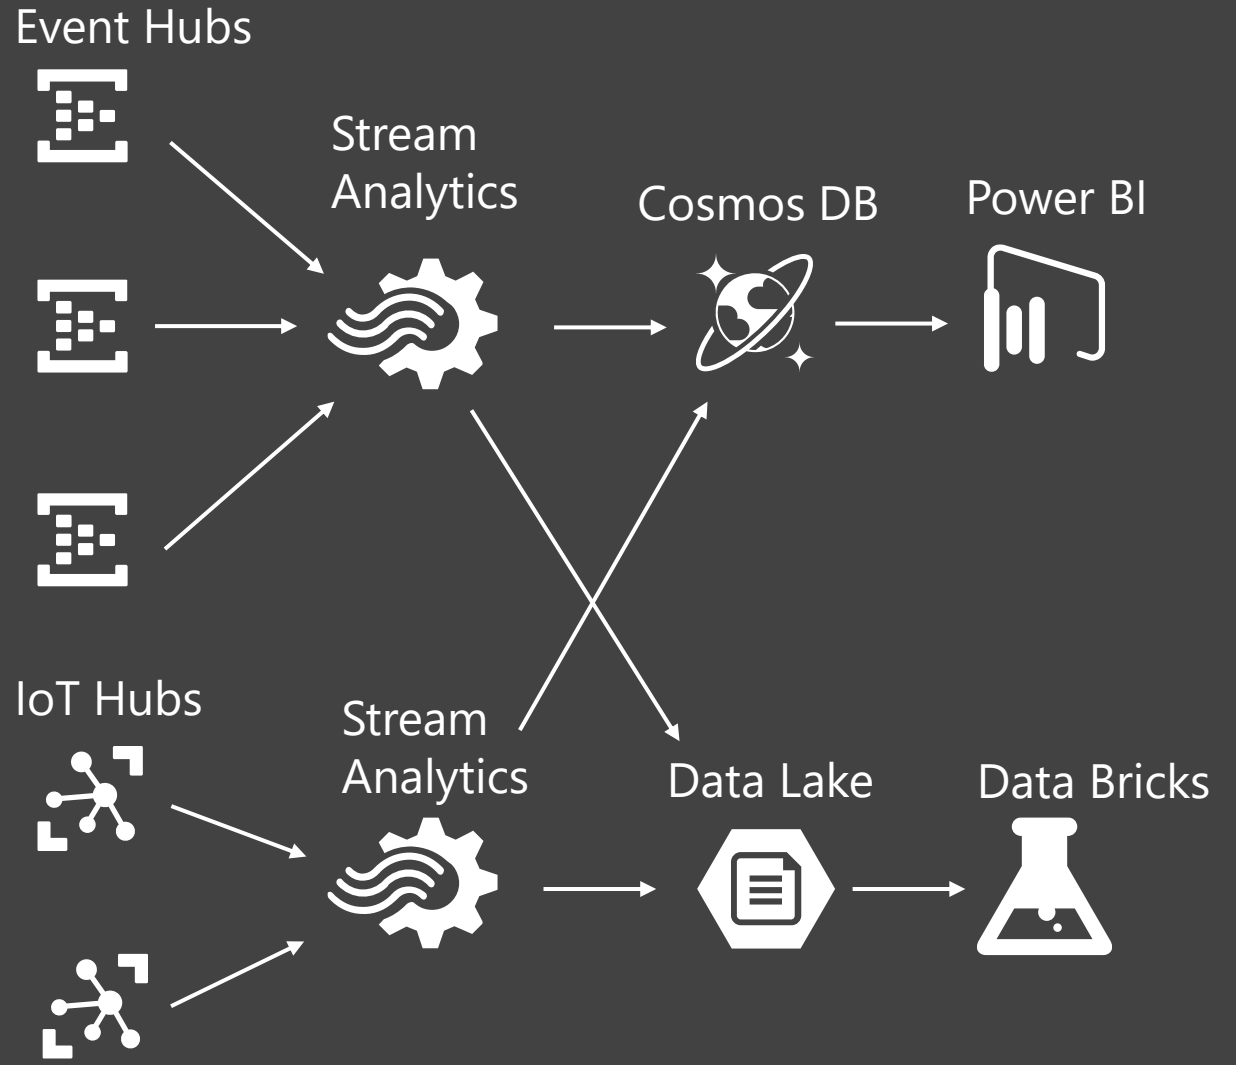 Event Hubs
Stream
Analytics
Cosmos DB
Power BI
IoT Hubs
Stream
Analytics
Data Lake
Data Bricks